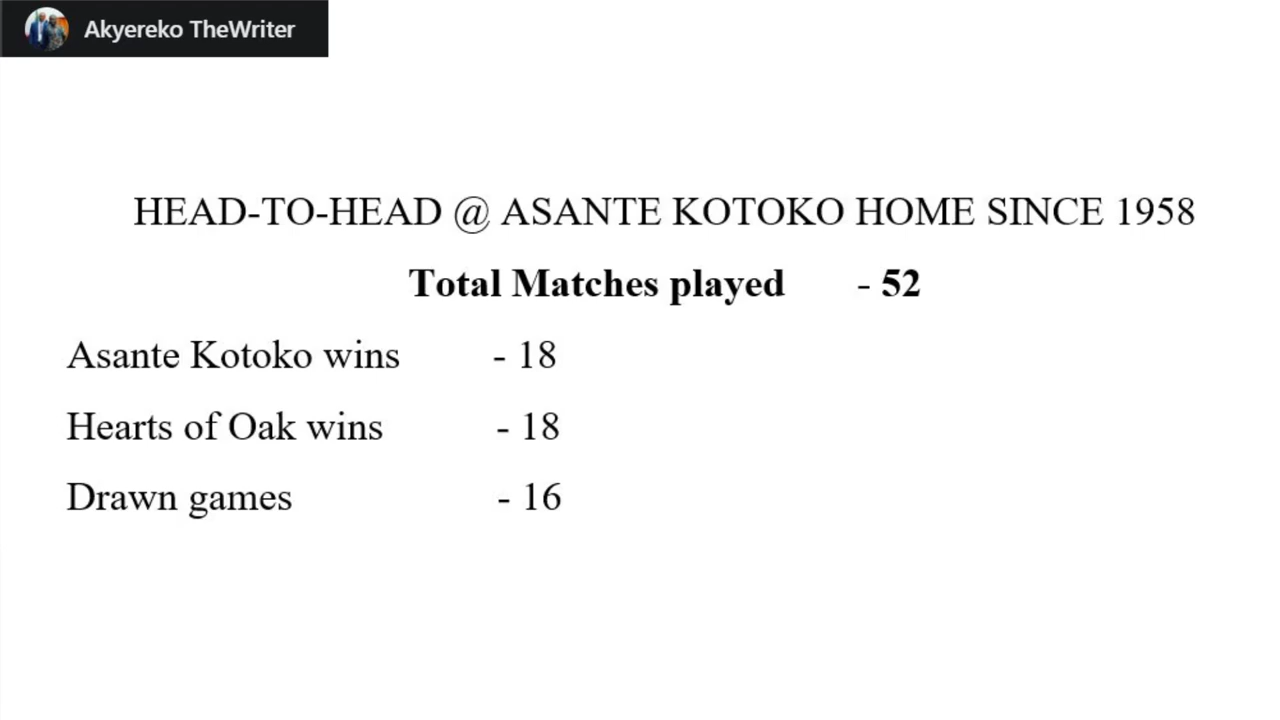 Akyereko TheWriter
HEAD-TO-HEAD @ ASANTE KOTOKO HOME SINCE 1958
Total Matches played - 52
Asante Kotoko wins - 18
Hearts of Oak wins - 18
Drawn games - 16